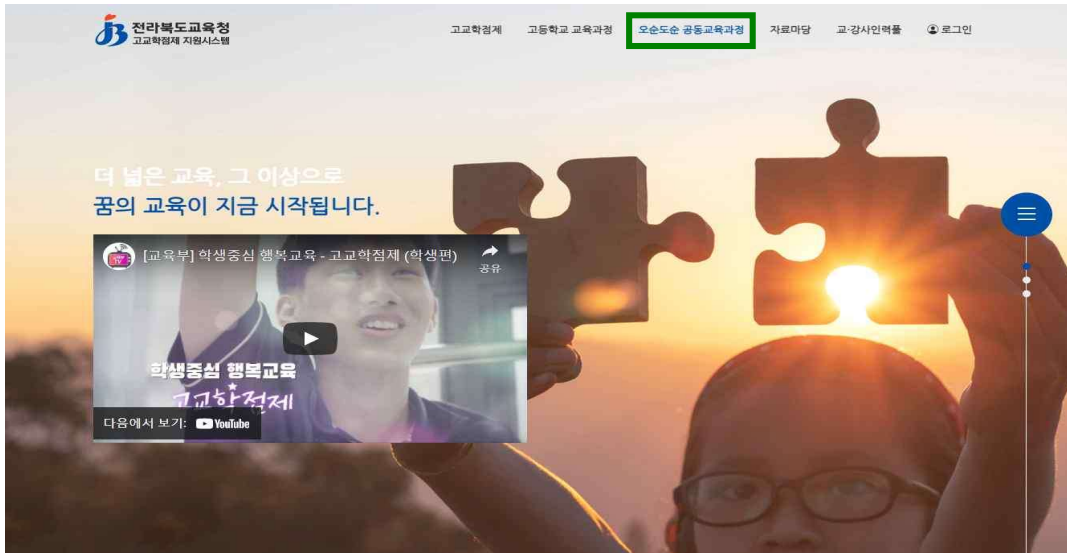 전라북도교육청
고교학점제 지원시스템
고교학점제 고등학교 교육과정 오순도순 공동교육과정 자료마당 교·강사인력풀 로그인
더 넓은 교육, 그 이상으로
꿈의 교육이 지금 시작됩니다.
[교육부] 학생중심 행복교육 - 고교학점제 (학생편)
공유
학생중심 행복교육
고교학점제
다음에서 보기: YouTube